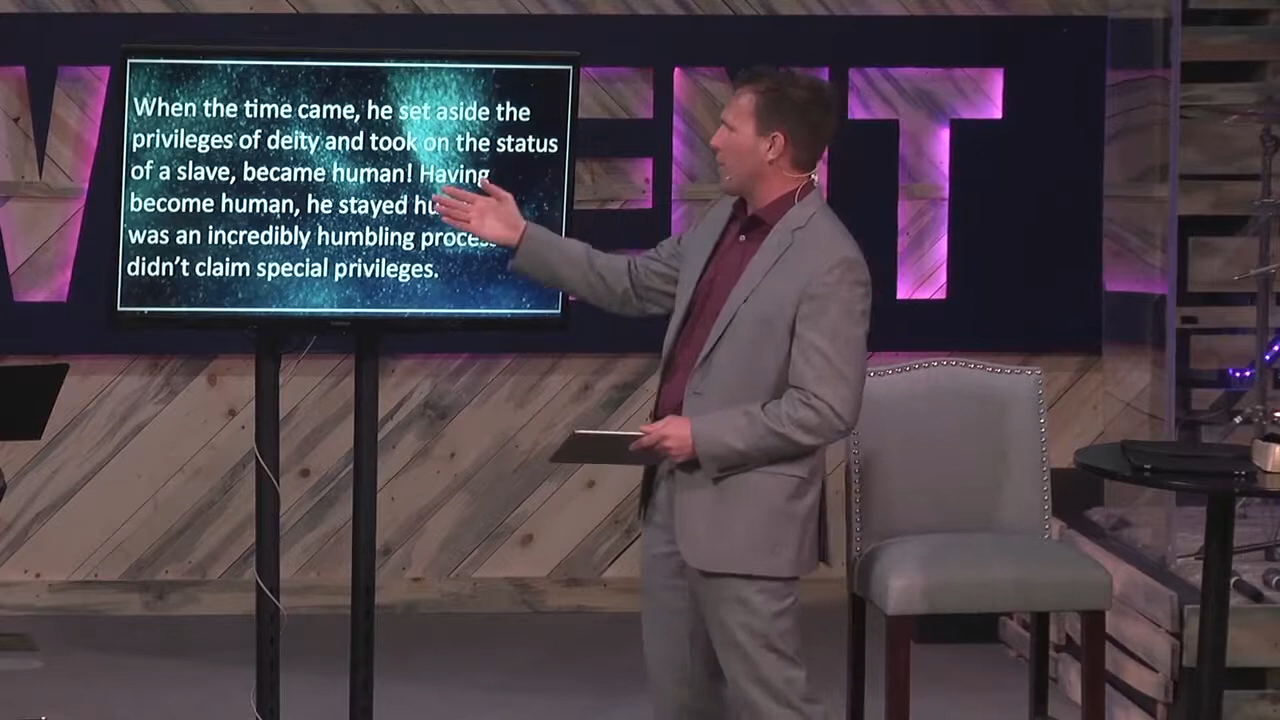 When the time came, he set aside the
privileges of deity and took on the status
of a slave, became human! Having
become human, he stayed
was an incredibly humbling
didn't claim special privileges.